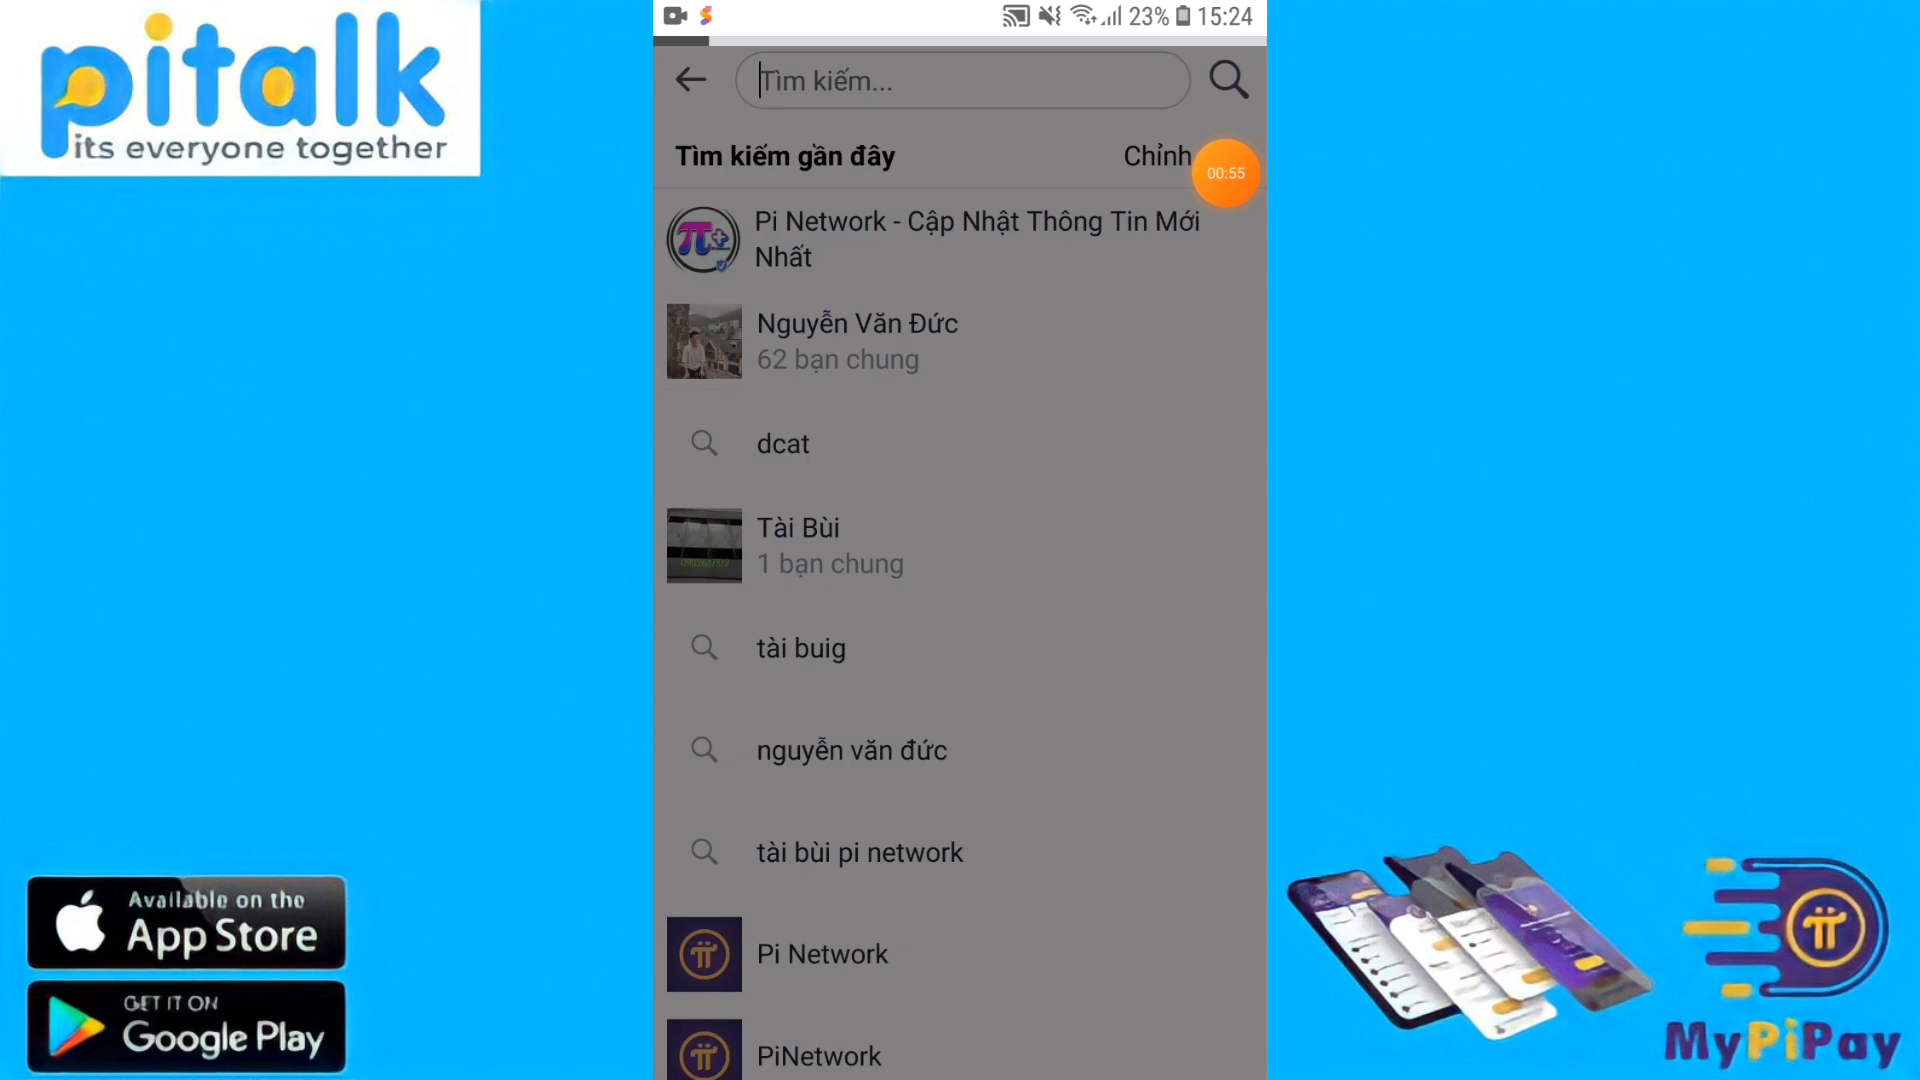 pitalk
its everyone together
23% 15:24
Tìm kiếm...
Tìm kiếm gần đây
Chỉnh
00:55
Pi Network - Cập Nhật Thông Tin Mới
Nhất
Nguyễn Văn Đức
62 bạn chung
dcat
Tài Bùi
1 bạn chung
tài buig
nguyễn văn đức
tài bùi pi network
Pi Network
PiNetwork
Available on the
App Store
GET IT ON
Google Play
MyPiPay